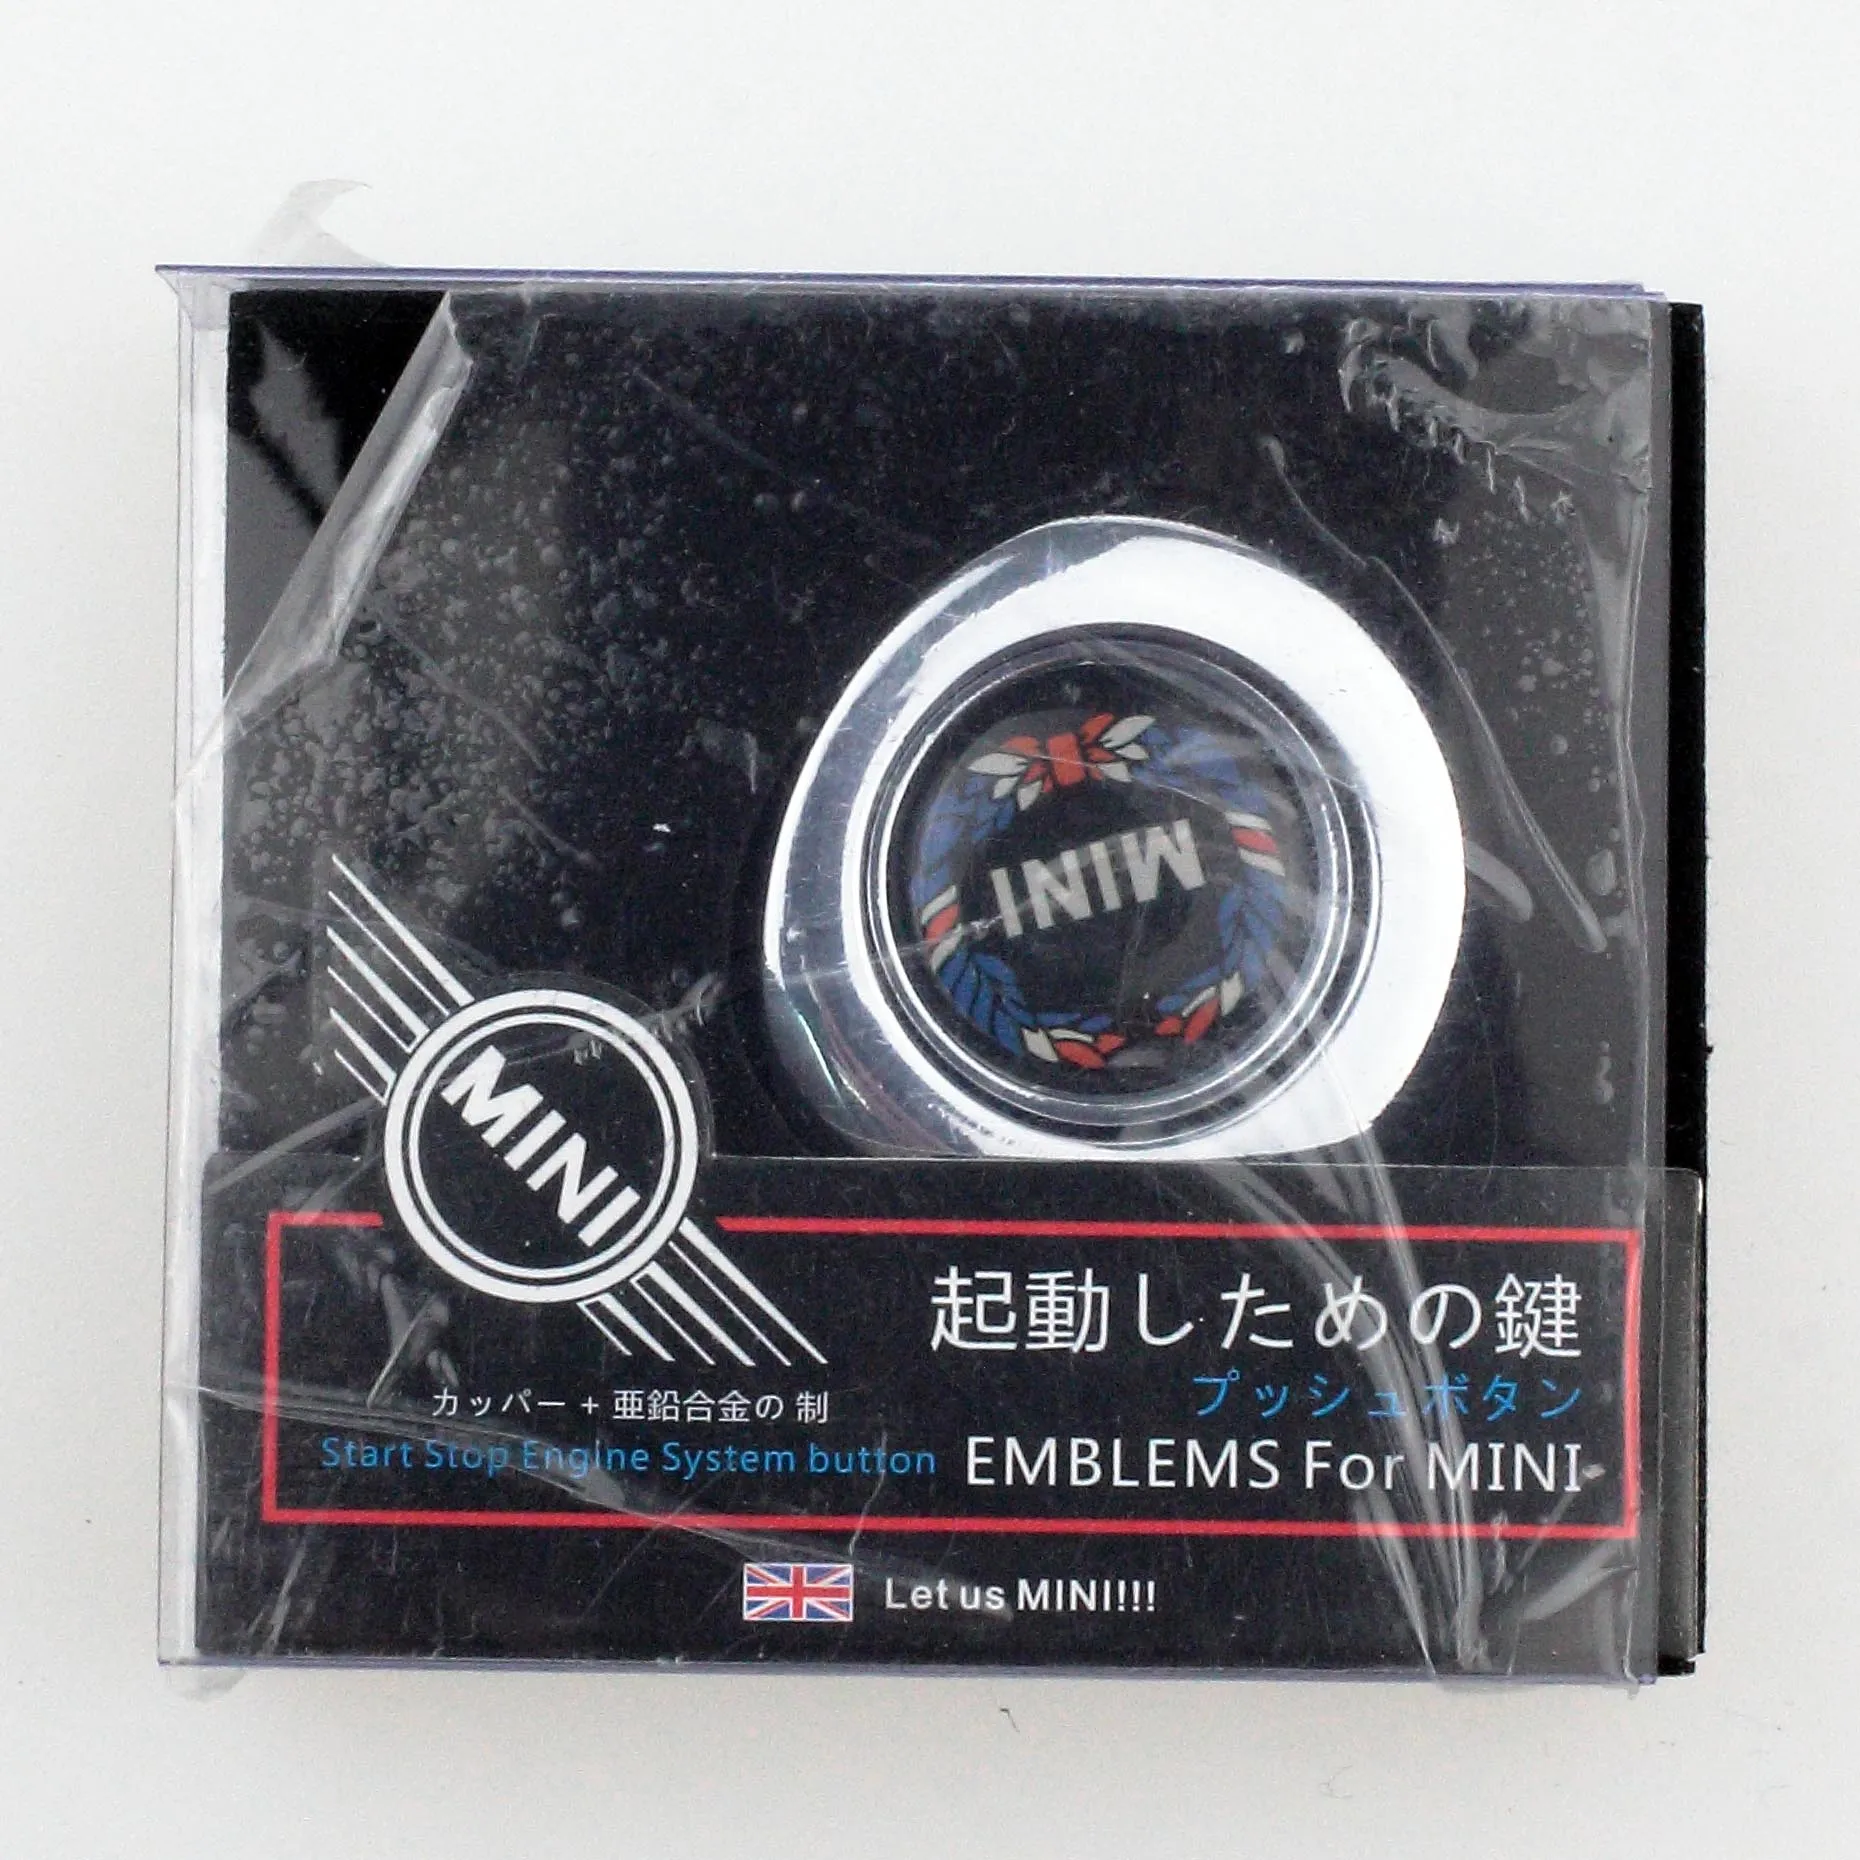 MINI
MINI
起動しための鍵
プッシュボタン
カッパー + 亜鉛合金の 制
Start Stop Engine System button
EMBLEMS For MINI
Let us MINI!!!